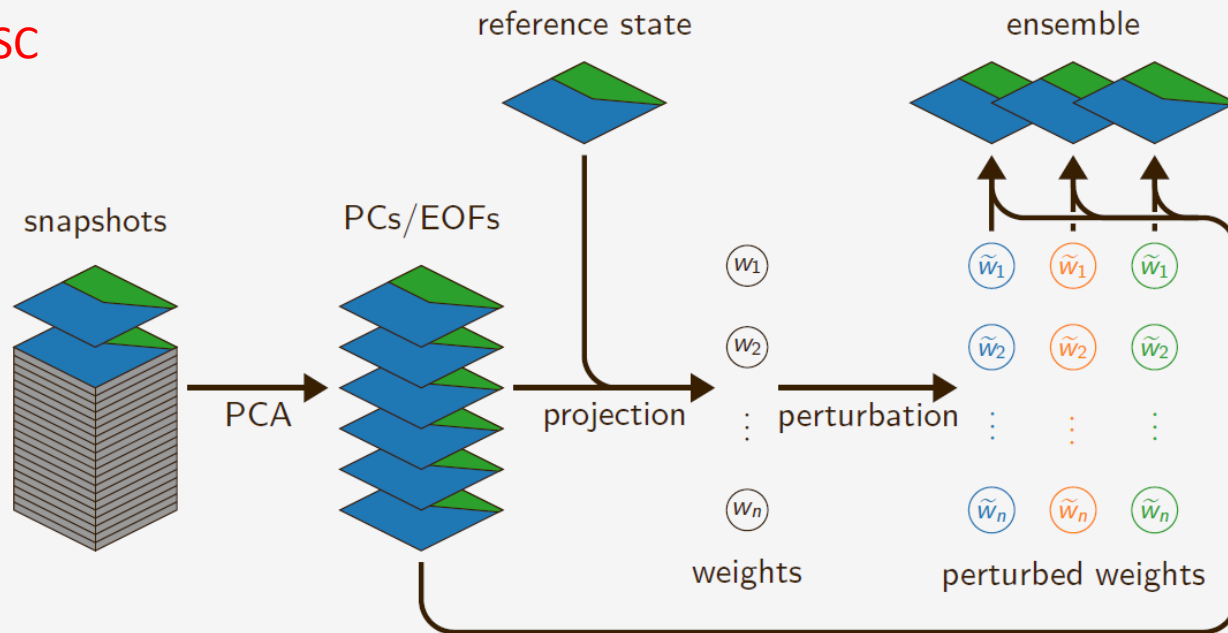 SC
reference state
ensemble
snapshots
PCs/EOFs
w₁
w̃₁ w̃₁ w̃₁
w₂
w̃₂ w̃₂ w̃₂
PCA
projection
perturbation
⋮
⋮ ⋮ ⋮
wₙ
w̃ₙ w̃ₙ w̃ₙ
weights
perturbed weights